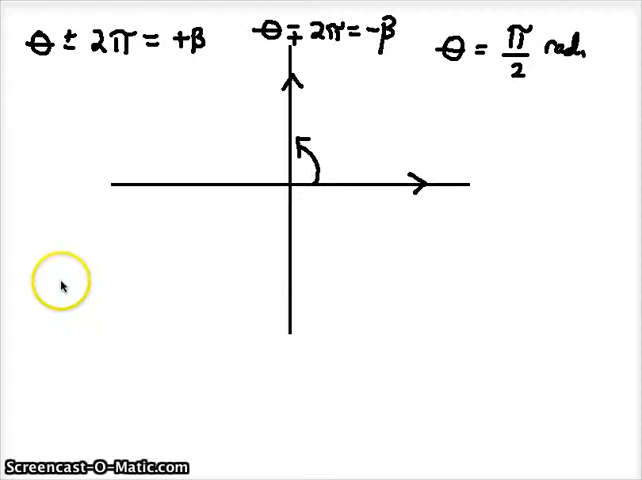 θ ± 2π = +β
θ ∓ 2π = -β
θ = π/2 rad.
Screencast-O-Matic.com